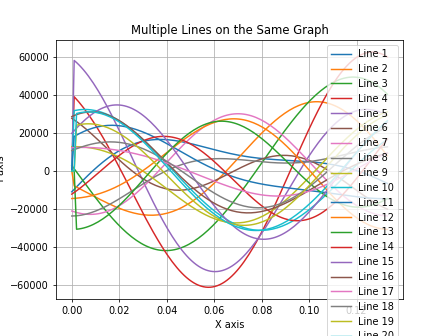 Multiple Lines on the Same Graph
60000
40000
20000
0
−20000
−40000
−60000
0.00
0.02
0.04
0.06
0.08
0.10
X axis
Line 1
Line 2
Line 3
Line 4
Line 5
Line 6
Line 7
Line 8
Line 9
Line 10
Line 11
Line 12
Line 13
Line 14
Line 15
Line 16
Line 17
Line 18
Line 19
Line 20